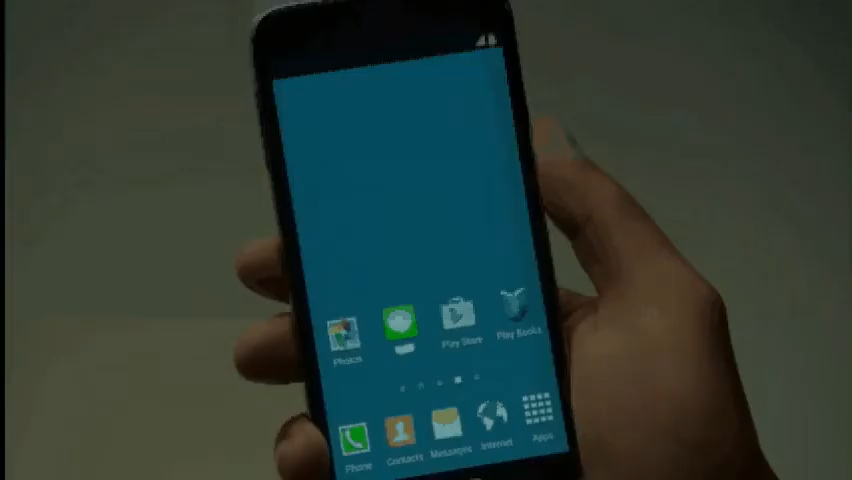 Photos
Play Store
Play Books
Phone
Contacts
Messages
Internet
Apps